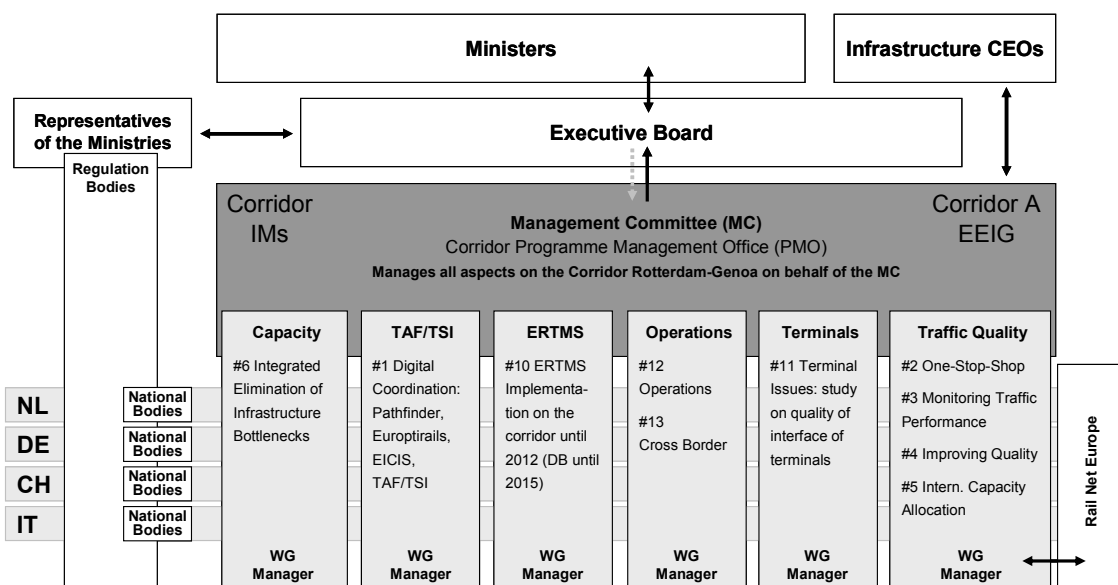 Ministers
Infrastructure CEOs
Representatives
of the Ministries
Executive Board
Regulation
Bodies
Corridor
IMs
Management Committee (MC)
Corridor Programme Management Office (PMO)
Manages all aspects on the Corridor Rotterdam-Genoa on behalf of the MC
Corridor A
EEIG
Capacity
#6 Integrated
Elimination of
Infrastructure
Bottlenecks
WG
Manager
TAF/TSI
#1 Digital
Coordination:
Pathfinder,
Europtirails,
EICIS,
TAF/TSI
WG
Manager
ERTMS
#10 ERTMS
Implementa-
tion on the
corridor until
2012 (DB until
2015)
WG
Manager
Operations
#12
Operations
#13
Cross Border
WG
Manager
Terminals
#11 Terminal
Issues: study
on quality of
interface of
terminals
WG
Manager
Traffic Quality
#2 One-Stop-Shop
#3 Monitoring Traffic
Performance
#4 Improving Quality
#5 Intern. Capacity
Allocation
WG
Manager
NL
National
Bodies
DE
National
Bodies
CH
National
Bodies
IT
National
Bodies
Rail Net Europe